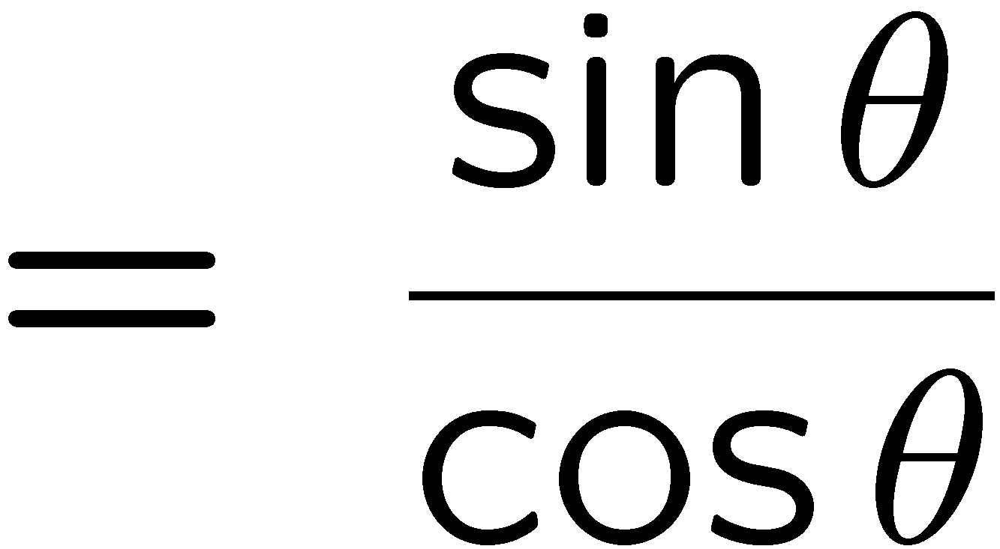 = sin θ / cos θ